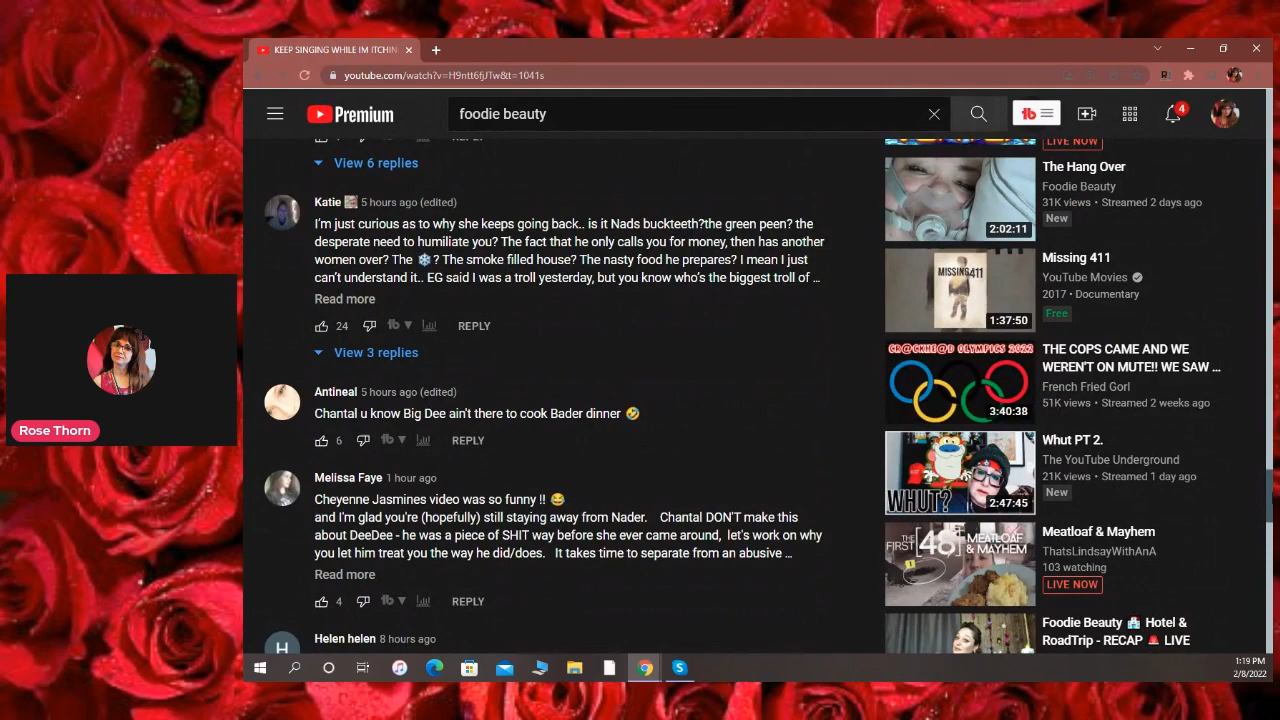 KEEP SINGING WHILE IM ITCHIN
youtube.com/watch?v=H9ntt6fjJTw&t=1041s
Premium
foodie beauty
4
View 6 replies
Katie 5 hours ago (edited)
I'm just curious as to why she keeps going back.. is it Nads buckteeth?the green peen? the
desperate need to humiliate you? The fact that he only calls you for money, then has another
women over? The ❄️? The smoke filled house? The nasty food he prepares? I mean I just
can't understand it.. EG said I was a troll yesterday, but you know who's the biggest troll of ...
Read more
24
REPLY
View 3 replies
Antineal 5 hours ago (edited)
Chantal u know Big Dee ain't there to cook Bader dinner 🤣
6
REPLY
Melissa Faye 1 hour ago
Cheyenne Jasmines video was so funny !! 😂
and I'm glad you're (hopefully) still staying away from Nader. Chantal DON'T make this
about DeeDee - he was a piece of SHIT way before she ever came around, let's work on why
you let him treat you the way he did/does. It takes time to separate from an abusive ...
Read more
4
REPLY
H
Helen helen 8 hours ago
LIVE NOW
2:02:11
The Hang Over
Foodie Beauty
31K views • Streamed 2 days ago
New
MISSING411
1:37:50
Missing 411
YouTube Movies
2017 • Documentary
Free
CR@CKHE@D OLYMPICS 2022
3:40:38
THE COPS CAME AND WE
WEREN'T ON MUTE!! WE SAW ...
French Fried Gorl
51K views • Streamed 2 weeks ago
WHUT?
2:47:45
Whut PT 2.
The YouTube Underground
21K views • Streamed 1 day ago
New
THE FIRST [48] MEATLOAF & MAYHEM
Meatloaf & Mayhem
ThatsLindsayWithAnA
103 watching
LIVE NOW
Foodie Beauty 🏩 Hotel &
RoadTrip - RECAP 🚨 LIVE
Rose Thorn
1:19 PM
2/8/2022